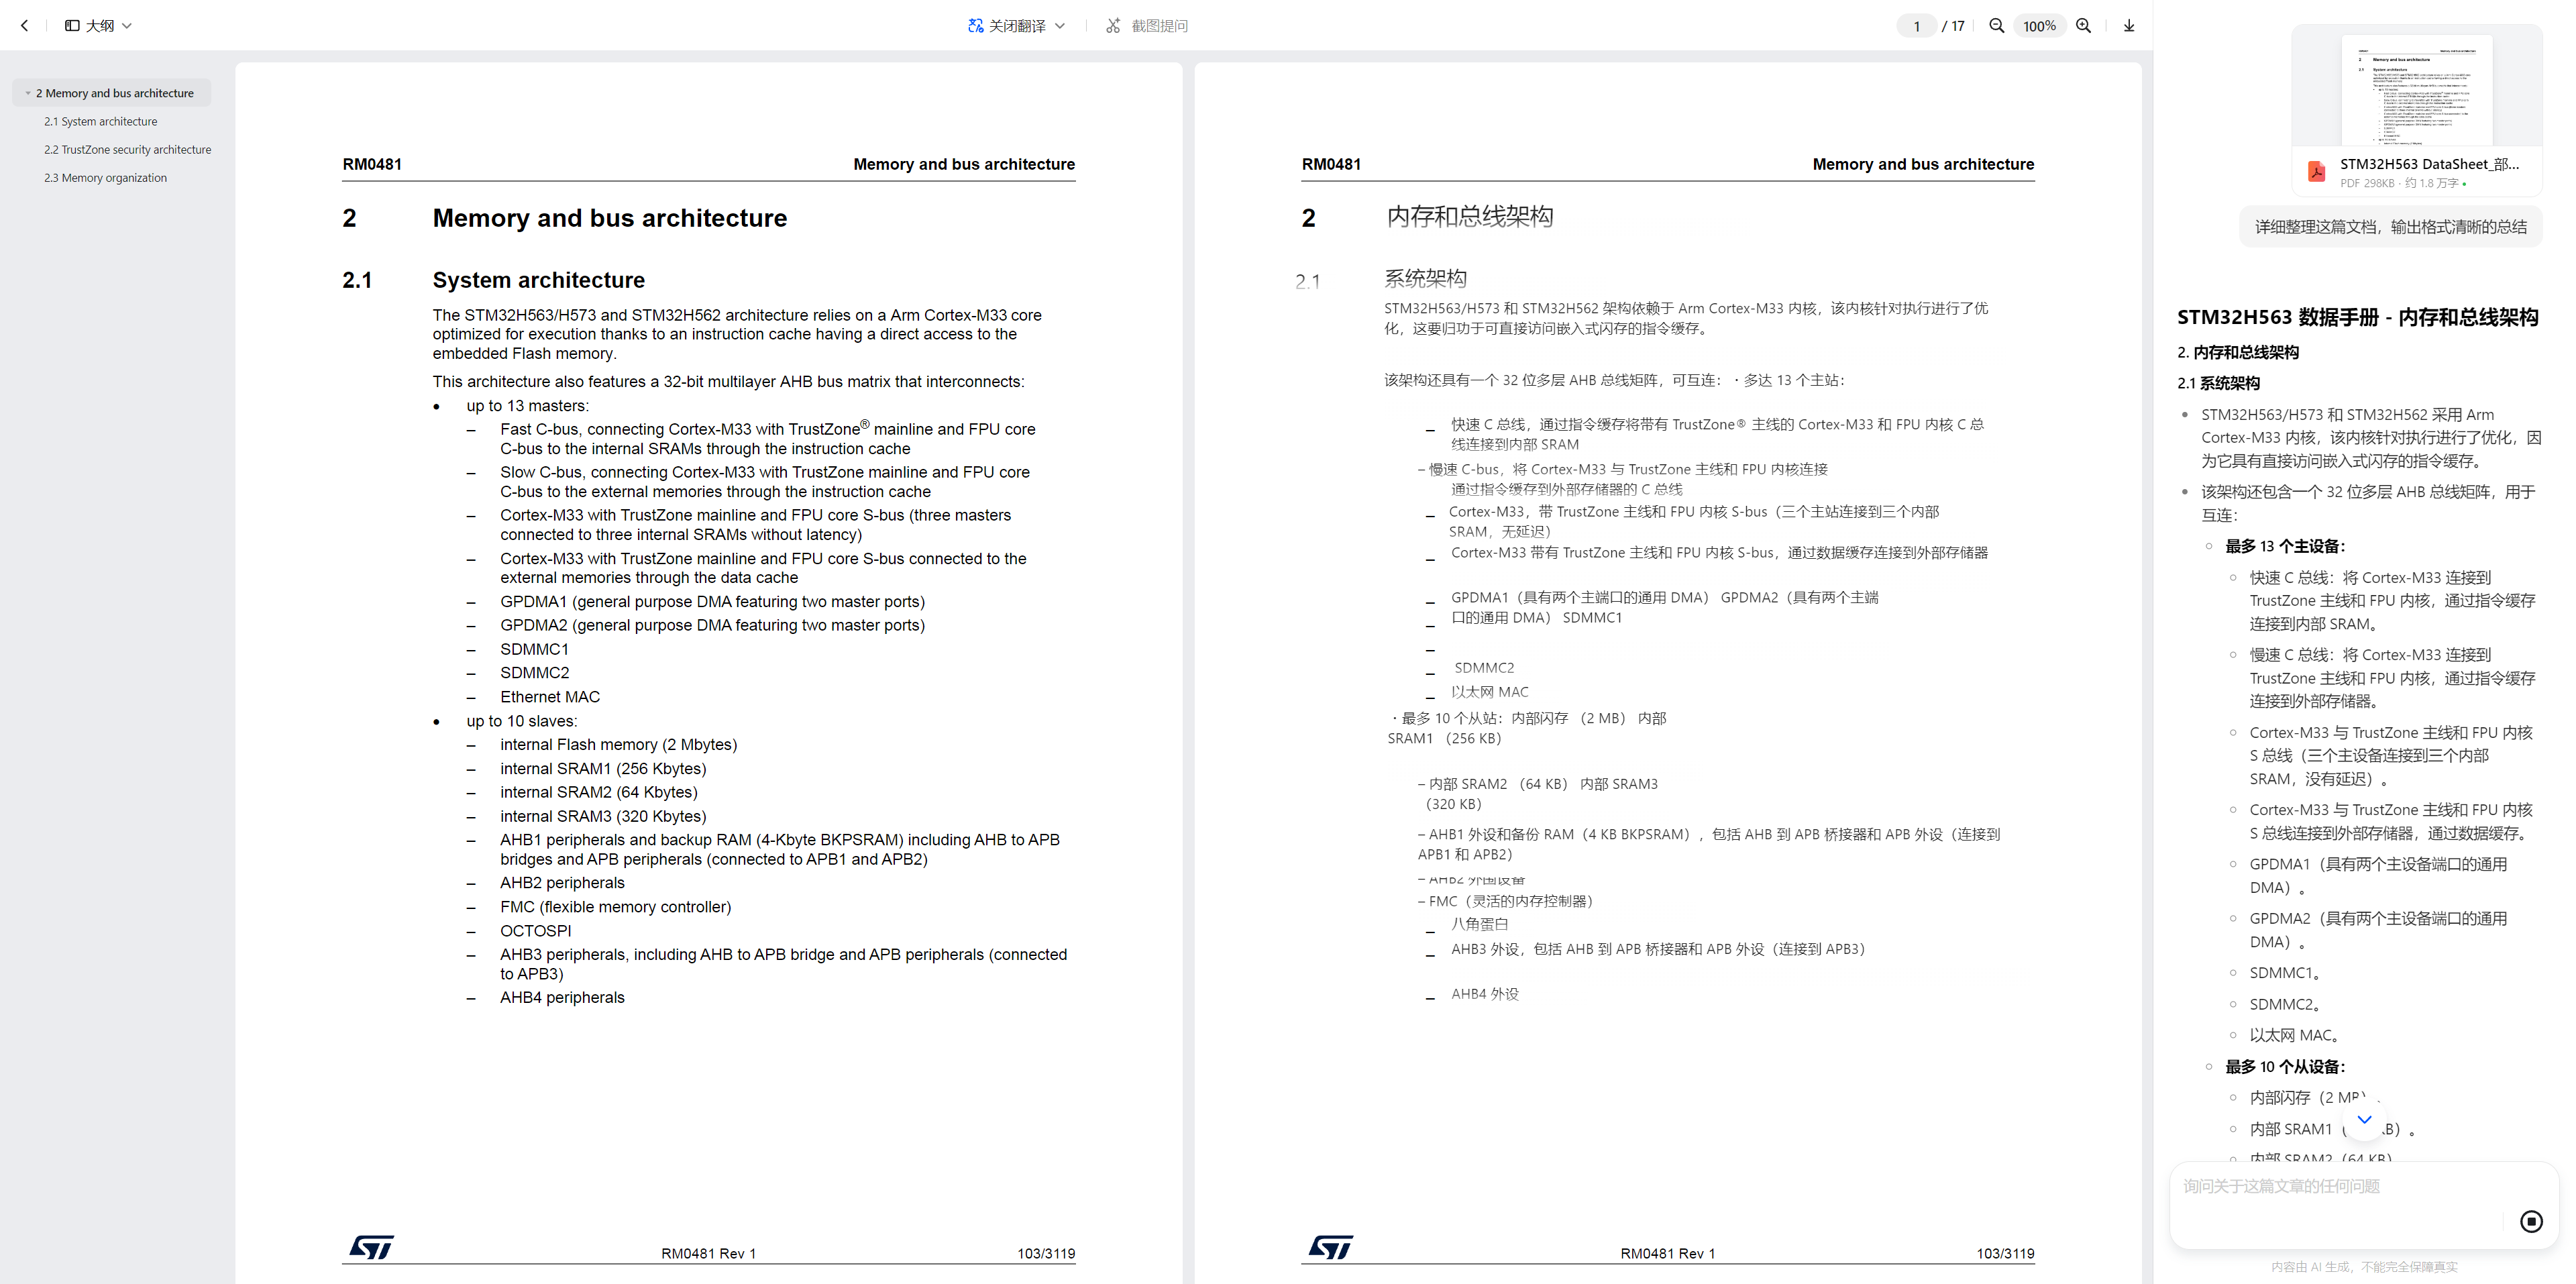 大纲
关闭翻译
截图提问
1 / 17
100%
2 Memory and bus architecture
2.1 System architecture
2.2 TrustZone security architecture
2.3 Memory organization
RM0481 Memory and bus architecture
2 Memory and bus architecture
2.1 System architecture
The STM32H563/H573 and STM32H562 architecture relies on a Arm Cortex-M33 core
optimized for execution thanks to an instruction cache having a direct access to the
embedded Flash memory.
This architecture also features a 32-bit multilayer AHB bus matrix that interconnects:
• up to 13 masters:
– Fast C-bus, connecting Cortex-M33 with TrustZone® mainline and FPU core
C-bus to the internal SRAMs through the instruction cache
– Slow C-bus, connecting Cortex-M33 with TrustZone mainline and FPU core
C-bus to the external memories through the instruction cache
– Cortex-M33 with TrustZone mainline and FPU core S-bus (three masters
connected to three internal SRAMs without latency)
– Cortex-M33 with TrustZone mainline and FPU core S-bus connected to the
external memories through the data cache
– GPDMA1 (general purpose DMA featuring two master ports)
– GPDMA2 (general purpose DMA featuring two master ports)
– SDMMC1
– SDMMC2
– Ethernet MAC
• up to 10 slaves:
– internal Flash memory (2 Mbytes)
– internal SRAM1 (256 Kbytes)
– internal SRAM2 (64 Kbytes)
– internal SRAM3 (320 Kbytes)
– AHB1 peripherals and backup RAM (4-Kbyte BKPSRAM) including AHB to APB
bridges and APB peripherals (connected to APB1 and APB2)
– AHB2 peripherals
– FMC (flexible memory controller)
– OCTOSPI
– AHB3 peripherals, including AHB to APB bridge and APB peripherals (connected
to APB3)
– AHB4 peripherals
RM0481 Rev 1 103/3119
RM0481 Memory and bus architecture
2 内存和总线架构
2.1 系统架构
STM32H563/H573 和 STM32H562 架构依赖于 Arm Cortex-M33 内核，该内核针对执行进行了优
化，这要归功于可直接访问嵌入式闪存的指令缓存。
该架构还具有一个 32 位多层 AHB 总线矩阵，可互连：・多达 13 个主站：
– 快速 C 总线，通过指令缓存将带有 TrustZone® 主线的 Cortex-M33 和 FPU 内核 C 总
线连接到内部 SRAM
– 慢速 C-bus，将 Cortex-M33 与 TrustZone 主线和 FPU 内核连接
通过指令缓存到外部存储器的 C 总线
– Cortex-M33，带 TrustZone 主线和 FPU 内核 S-bus（三个主站连接到三个内部
SRAM，无延迟）
– Cortex-M33 带有 TrustZone 主线和 FPU 内核 S-bus，通过数据缓存连接到外部存储器
– GPDMA1（具有两个主端口的通用 DMA） GPDMA2（具有两个主端
– 口的通用 DMA） SDMMC1
–
– SDMMC2
– 以太网 MAC
・最多 10 个从站：内部闪存 （2 MB） 内部
SRAM1 （256 KB）
– 内部 SRAM2 （64 KB） 内部 SRAM3
（320 KB）
– AHB1 外设和备份 RAM（4 KB BKPSRAM），包括 AHB 到 APB 桥接器和 APB 外设（连接到
APB1 和 APB2）
– AHB2 外围设备
– FMC（灵活的内存控制器）
– 八角蛋白
– AHB3 外设，包括 AHB 到 APB 桥接器和 APB 外设（连接到 APB3）
– AHB4 外设
RM0481 Rev 1 103/3119
STM32H563 DataSheet_部...
PDF 298KB · 约 1.8 万字
详细整理这篇文档，输出格式清晰的总结
STM32H563 数据手册 - 内存和总线架构
2. 内存和总线架构
2.1 系统架构
• STM32H563/H573 和 STM32H562 采用 Arm
Cortex-M33 内核，该内核针对执行进行了优化，因
为它具有直接访问嵌入式闪存的指令缓存。
• 该架构还包含一个 32 位多层 AHB 总线矩阵，用于
互连：
○ 最多 13 个主设备：
○ 快速 C 总线：将 Cortex-M33 连接到
TrustZone 主线和 FPU 内核，通过指令缓存
连接到内部 SRAM。
○ 慢速 C 总线：将 Cortex-M33 连接到
TrustZone 主线和 FPU 内核，通过指令缓存
连接到外部存储器。
○ Cortex-M33 与 TrustZone 主线和 FPU 内核
S 总线（三个主设备连接到三个内部
SRAM，没有延迟）。
○ Cortex-M33 与 TrustZone 主线和 FPU 内核
S 总线连接到外部存储器，通过数据缓存。
○ GPDMA1（具有两个主设备端口的通用
DMA）。
○ GPDMA2（具有两个主设备端口的通用
DMA）。
○ SDMMC1。
○ SDMMC2。
○ 以太网 MAC。
○ 最多 10 个从设备：
○ 内部闪存（2 MB）
○ 内部 SRAM1（ KB）。
○ 内部 SRAM2（64 KB）
询问关于这篇文章的任何问题
内容由 AI 生成，不能完全保障真实